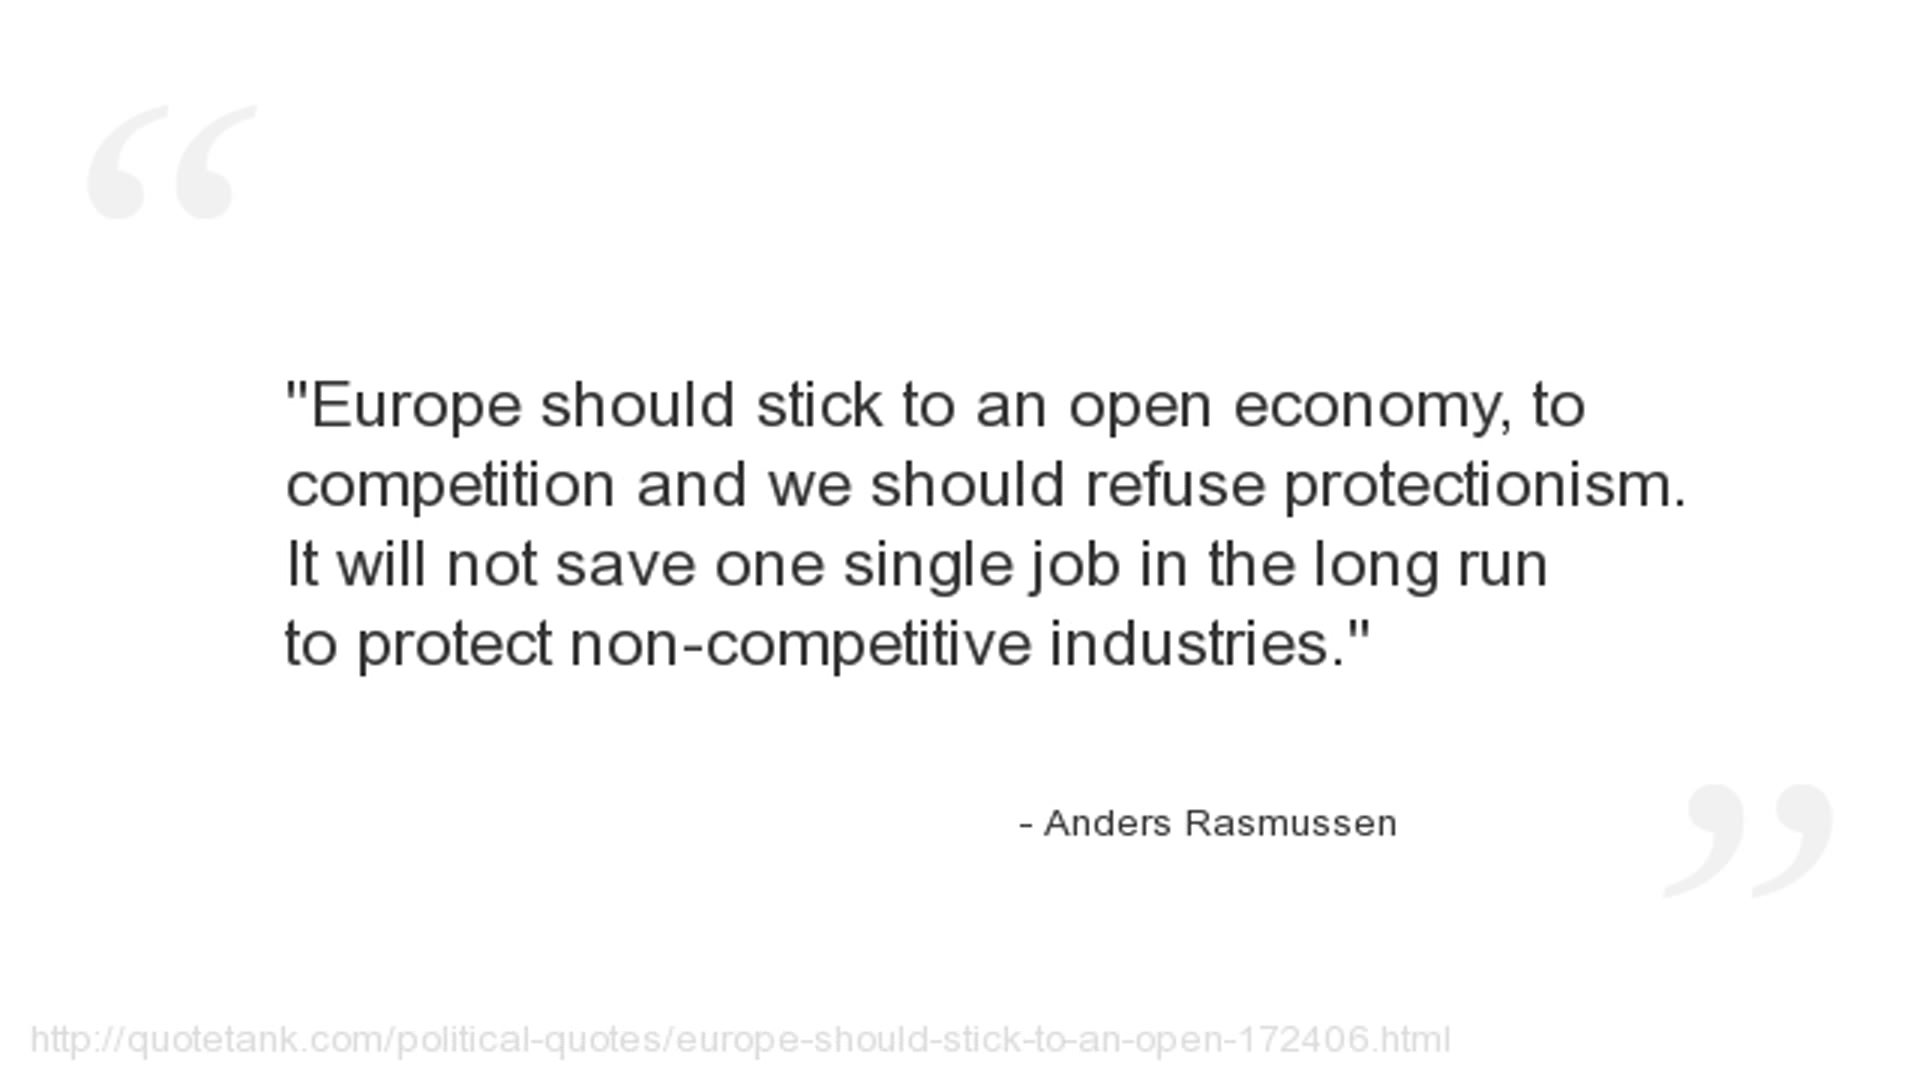 "Europe should stick to an open economy, to
competition and we should refuse protectionism.
It will not save one single job in the long run
to protect non-competitive industries."
- Anders Rasmussen
http://quotetank.com/political-quotes/europe-should-stick-to-an-open-172406.html